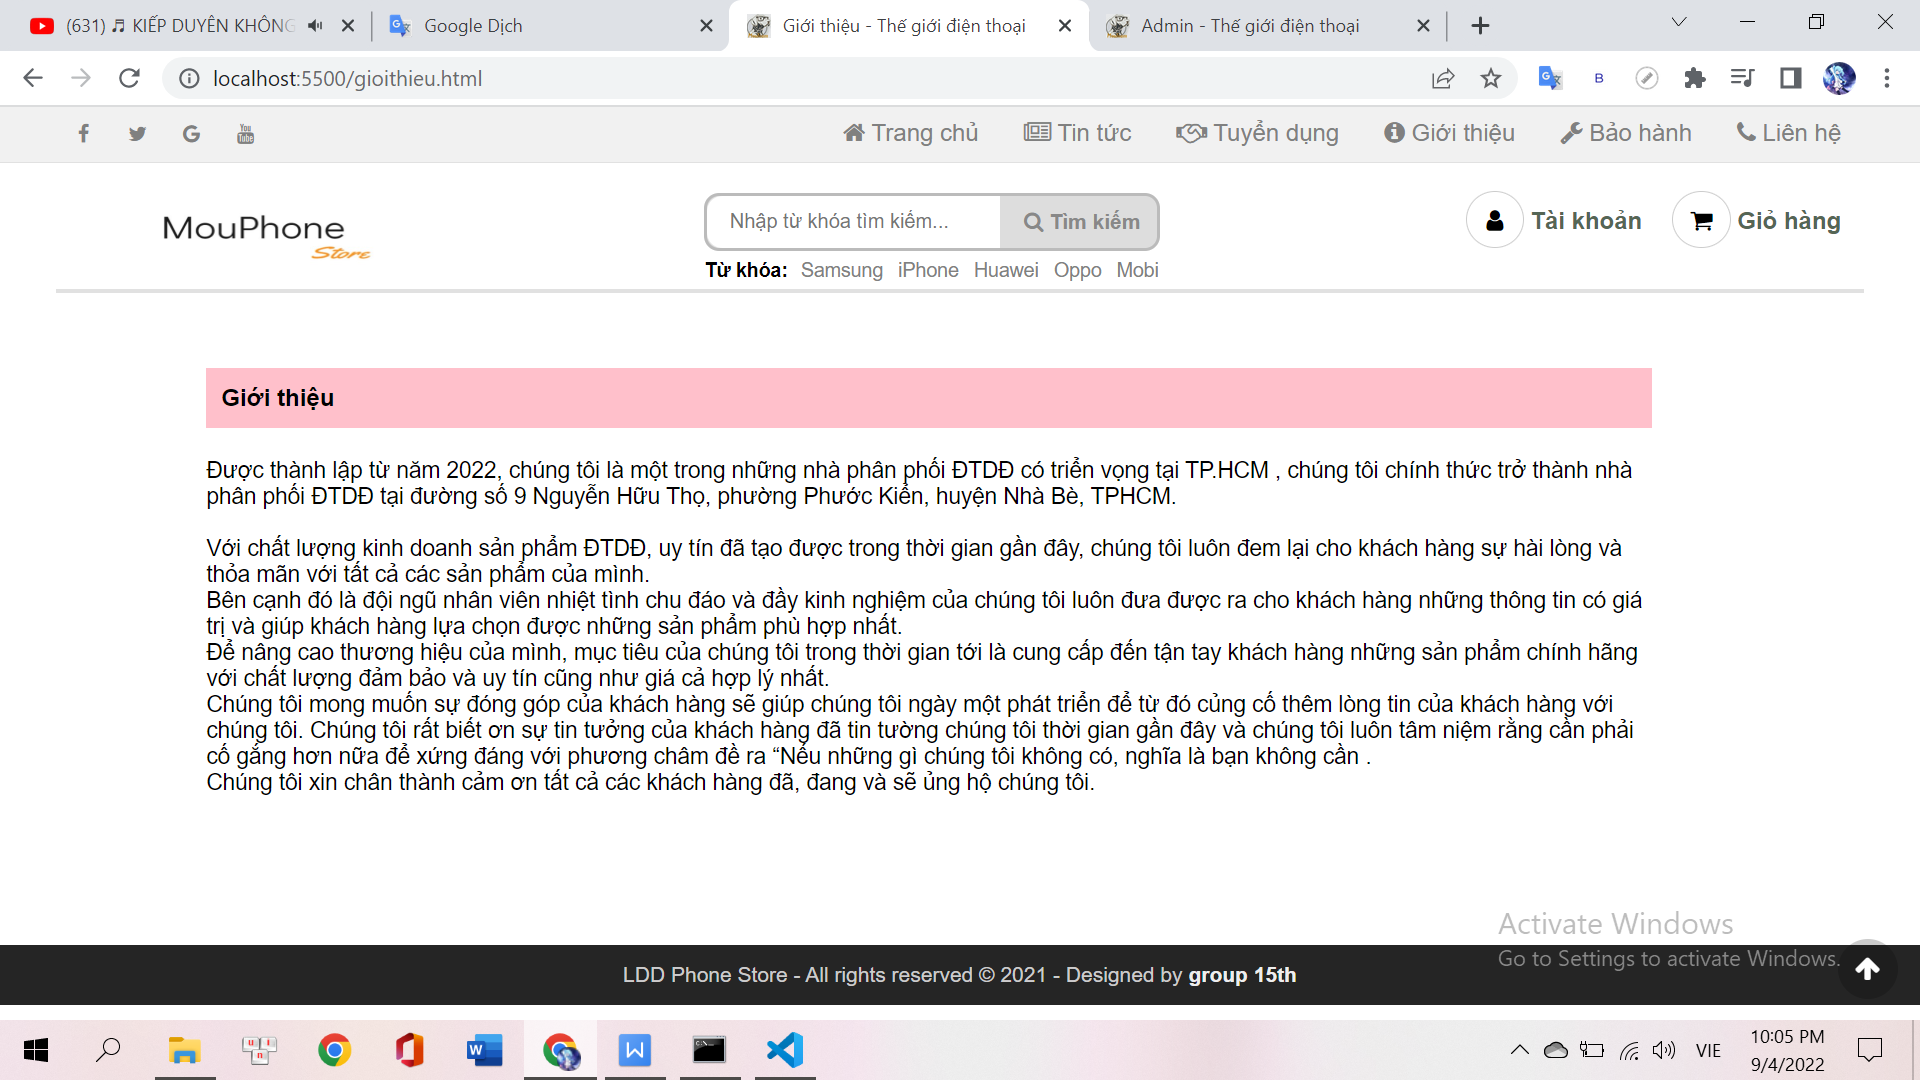 (631) ♬ KIẾP DUYÊN KHÔNG
Google Dịch
Giới thiệu - Thế giới điện thoại
Admin - Thế giới điện thoại
localhost:5500/gioithieu.html
Trang chủ
Tin tức
Tuyển dụng
Giới thiệu
Bảo hành
Liên hệ
MouPhone
Store
Nhập từ khóa tìm kiếm...
Tìm kiếm
Tài khoản
Giỏ hàng
Từ khóa: Samsung iPhone Huawei Oppo Mobi
Giới thiệu
Được thành lập từ năm 2022, chúng tôi là một trong những nhà phân phối ĐTDĐ có triển vọng tại TP.HCM , chúng tôi chính thức trở thành nhà
phân phối ĐTDĐ tại đường số 9 Nguyễn Hữu Thọ, phường Phước Kiển, huyện Nhà Bè, TPHCM.
Với chất lượng kinh doanh sản phẩm ĐTDĐ, uy tín đã tạo được trong thời gian gần đây, chúng tôi luôn đem lại cho khách hàng sự hài lòng và
thỏa mãn với tất cả các sản phẩm của mình.
Bên cạnh đó là đội ngũ nhân viên nhiệt tình chu đáo và đầy kinh nghiệm của chúng tôi luôn đưa được ra cho khách hàng những thông tin có giá
trị và giúp khách hàng lựa chọn được những sản phẩm phù hợp nhất.
Để nâng cao thương hiệu của mình, mục tiêu của chúng tôi trong thời gian tới là cung cấp đến tận tay khách hàng những sản phẩm chính hãng
với chất lượng đảm bảo và uy tín cũng như giá cả hợp lý nhất.
Chúng tôi mong muốn sự đóng góp của khách hàng sẽ giúp chúng tôi ngày một phát triển để từ đó củng cố thêm lòng tin của khách hàng với
chúng tôi. Chúng tôi rất biết ơn sự tin tưởng của khách hàng đã tin tường chúng tôi thời gian gần đây và chúng tôi luôn tâm niệm rằng cần phải
cố gắng hơn nữa để xứng đáng với phương châm đề ra “Nếu những gì chúng tôi không có, nghĩa là bạn không cần .
Chúng tôi xin chân thành cảm ơn tất cả các khách hàng đã, đang và sẽ ủng hộ chúng tôi.
Activate Windows
Go to Settings to activate Windows.
LDD Phone Store - All rights reserved © 2021 - Designed by group 15th
VIE
10:05 PM
9/4/2022